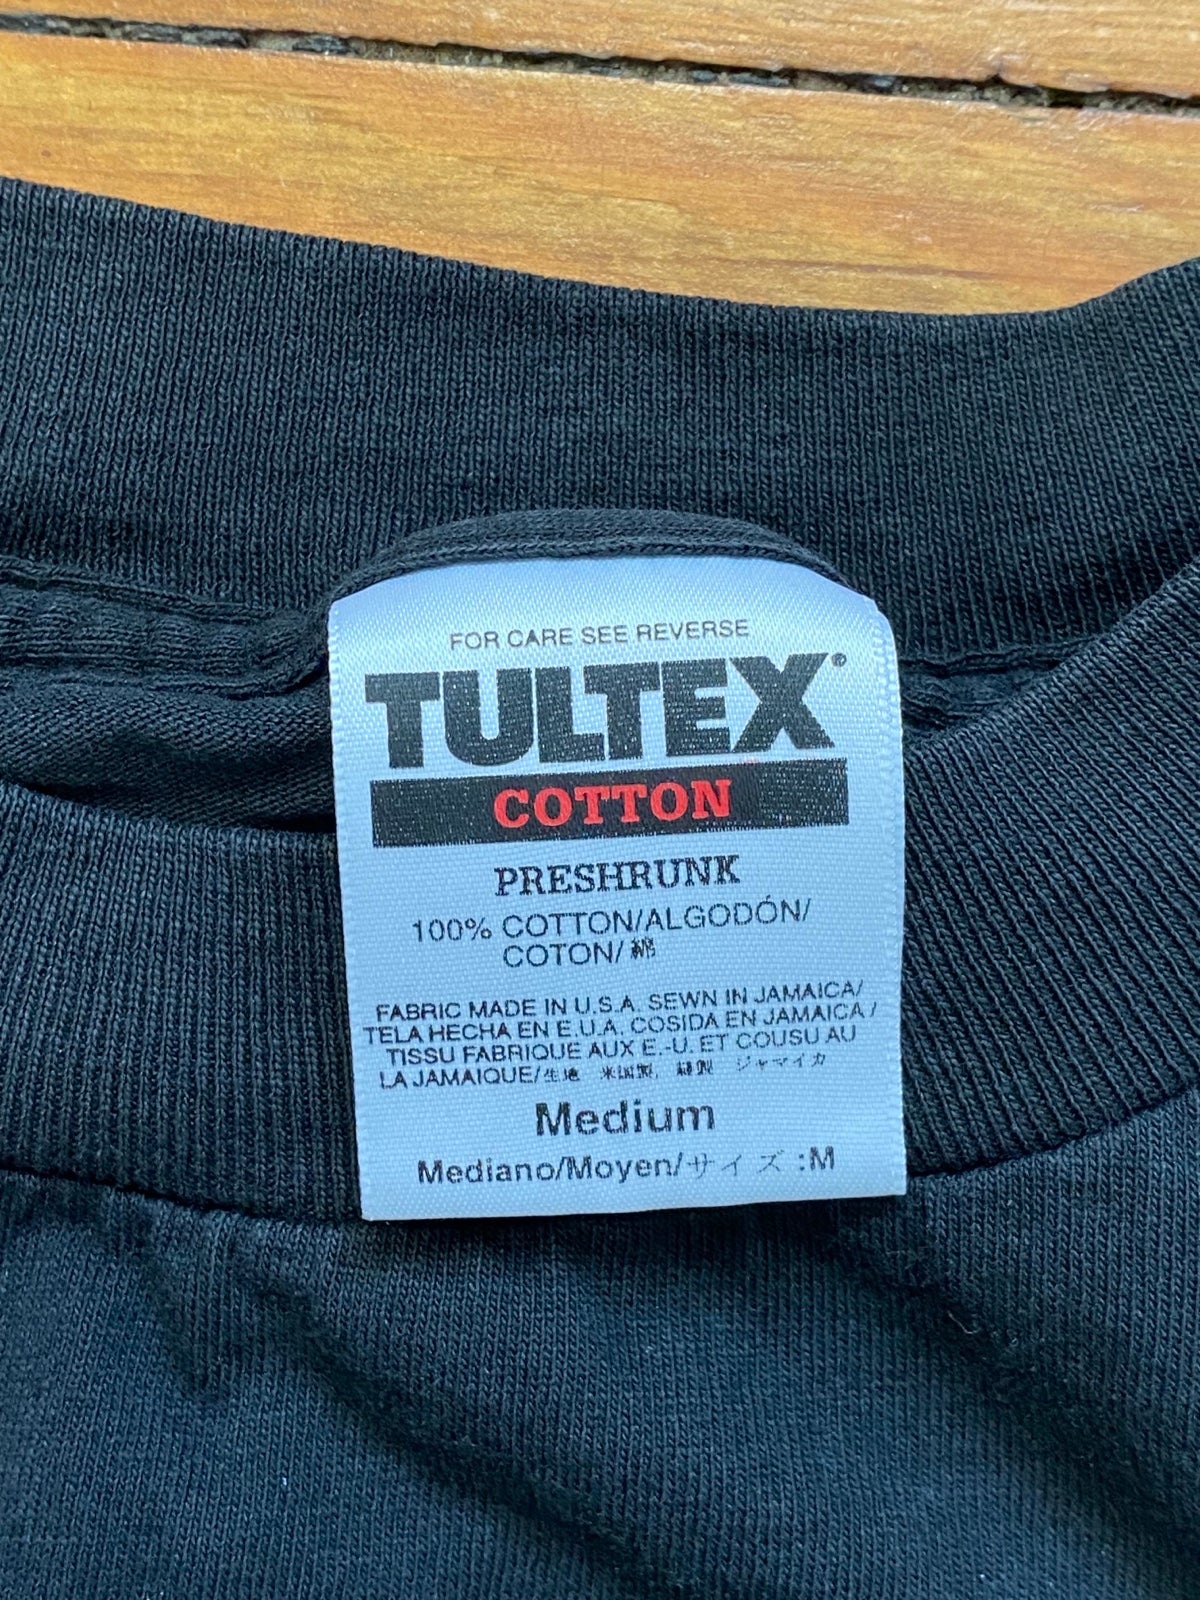 FOR CARE SEE REVERSE
TULTEX®
COTTON
PRESHRUNK
100% COTTON/ALGODÓN/
COTON/綿
FABRIC MADE IN U.S.A. SEWN IN JAMAICA/
TELA HECHA EN E.U.A. COSIDA EN JAMAICA/
TISSU FABRIQUE AUX E.-U. ET COUSU AU
LA JAMAIQUE/生地 米国製, 縫製 ジャマイカ
Medium
Mediano/Moyen/サイズ :M